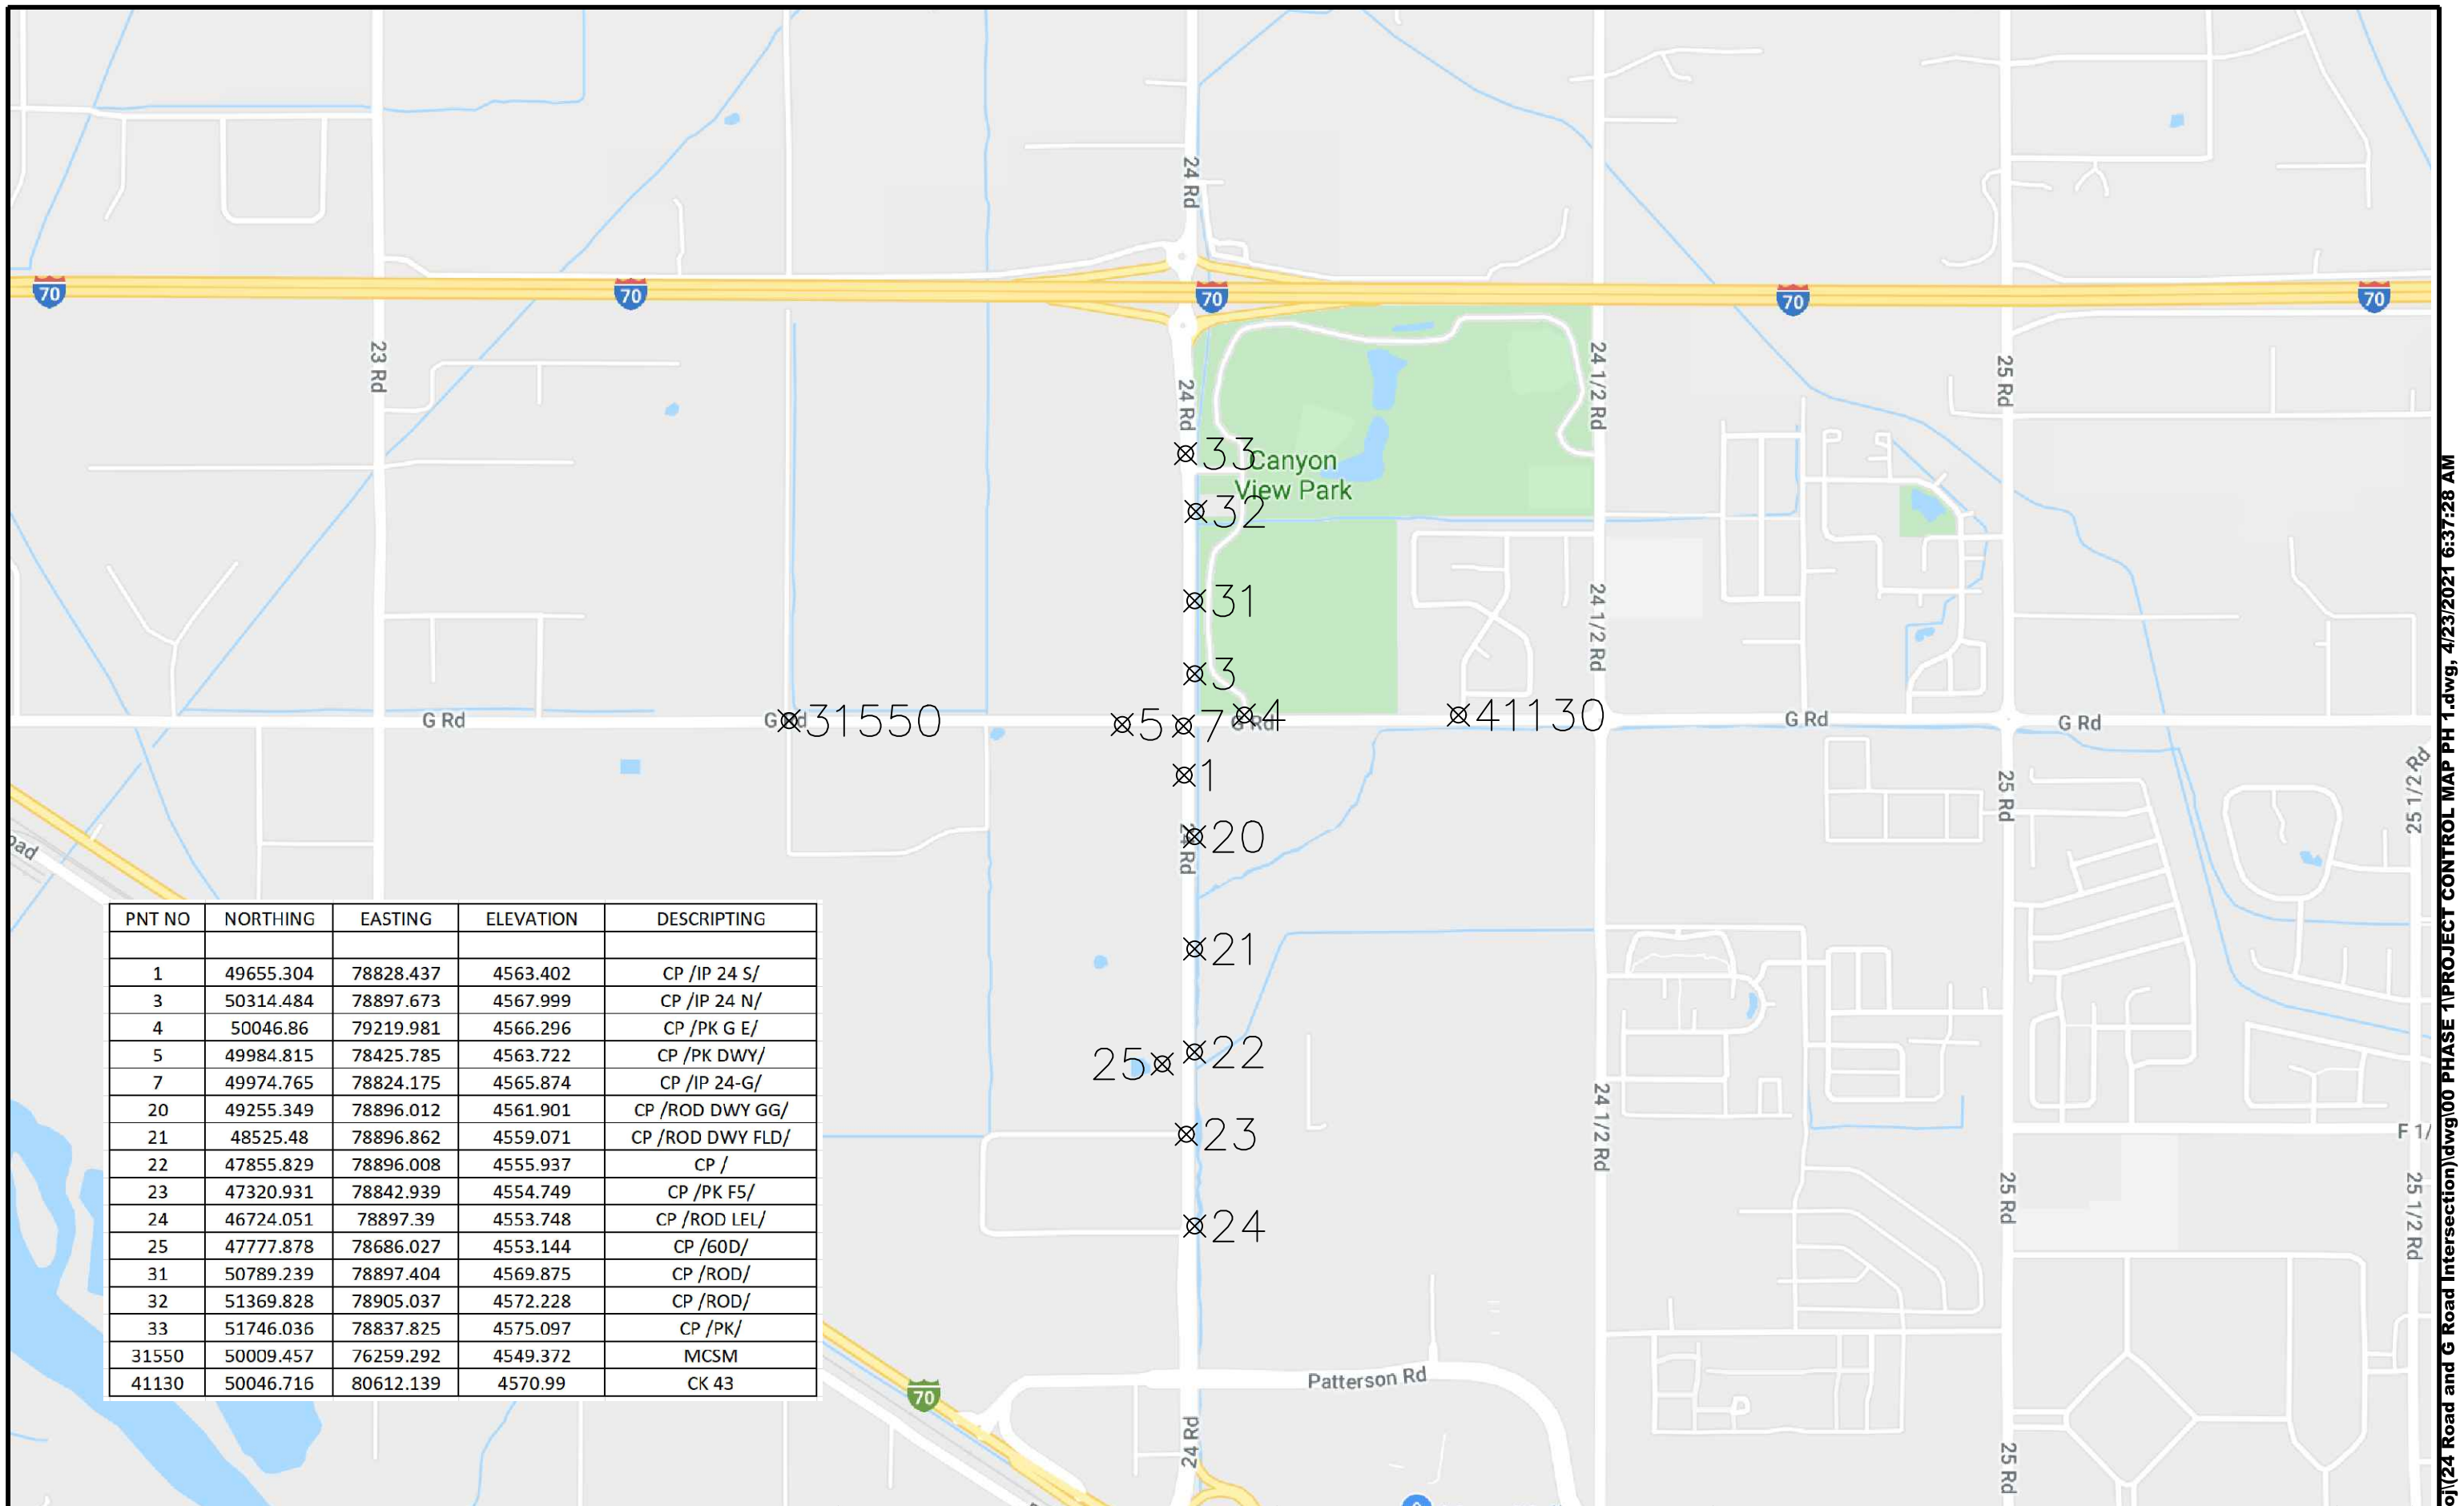 24 Rd
70
70
70
70
70
23 Rd
24 Rd
24 1/2 Rd
25 Rd
33
Canyon
View Park
32
31
24 1/2 Rd
3
G Rd
G Rd
31550
5
7
4
G Rd
41130
G Rd
G Rd
1
25 1/2 Rd
25 Rd
20
24 Rd
21
22
25
23
24
24 1/2 Rd
F 1/
25 Rd
25 1/2 Rd
Patterson Rd
70
24 Rd
25 Rd
PNT NO NORTHING EASTING ELEVATION DESCRIPTING
1 49655.304 78828.437 4563.402 CP /IP 24 S/
3 50314.484 78897.673 4567.999 CP /IP 24 N/
4 50046.86 79219.981 4566.296 CP /PK G E/
5 49984.815 78425.785 4563.722 CP /PK DWY/
7 49974.765 78824.175 4565.874 CP /IP 24-G/
20 49255.349 78896.012 4561.901 CP /ROD DWY GG/
21 48525.48 78896.862 4559.071 CP /ROD DWY FLD/
22 47855.829 78896.008 4555.937 CP /
23 47320.931 78842.939 4554.749 CP /PK F5/
24 46724.051 78897.39 4553.748 CP /ROD LEL/
25 47777.878 78686.027 4553.144 CP /60D/
31 50789.239 78897.404 4569.875 CP /ROD/
32 51369.828 78905.037 4572.228 CP /ROD/
33 51746.036 78837.825 4575.097 CP /PK/
31550 50009.457 76259.292 4549.372 MCSM
41130 50046.716 80612.139 4570.99 CK 43
oj\(24 Road and G Road Intersection)\dwg\00 PHASE 1\PROJECT CONTROL MAP PH 1.dwg, 4/23/2021 6:37:28 AM